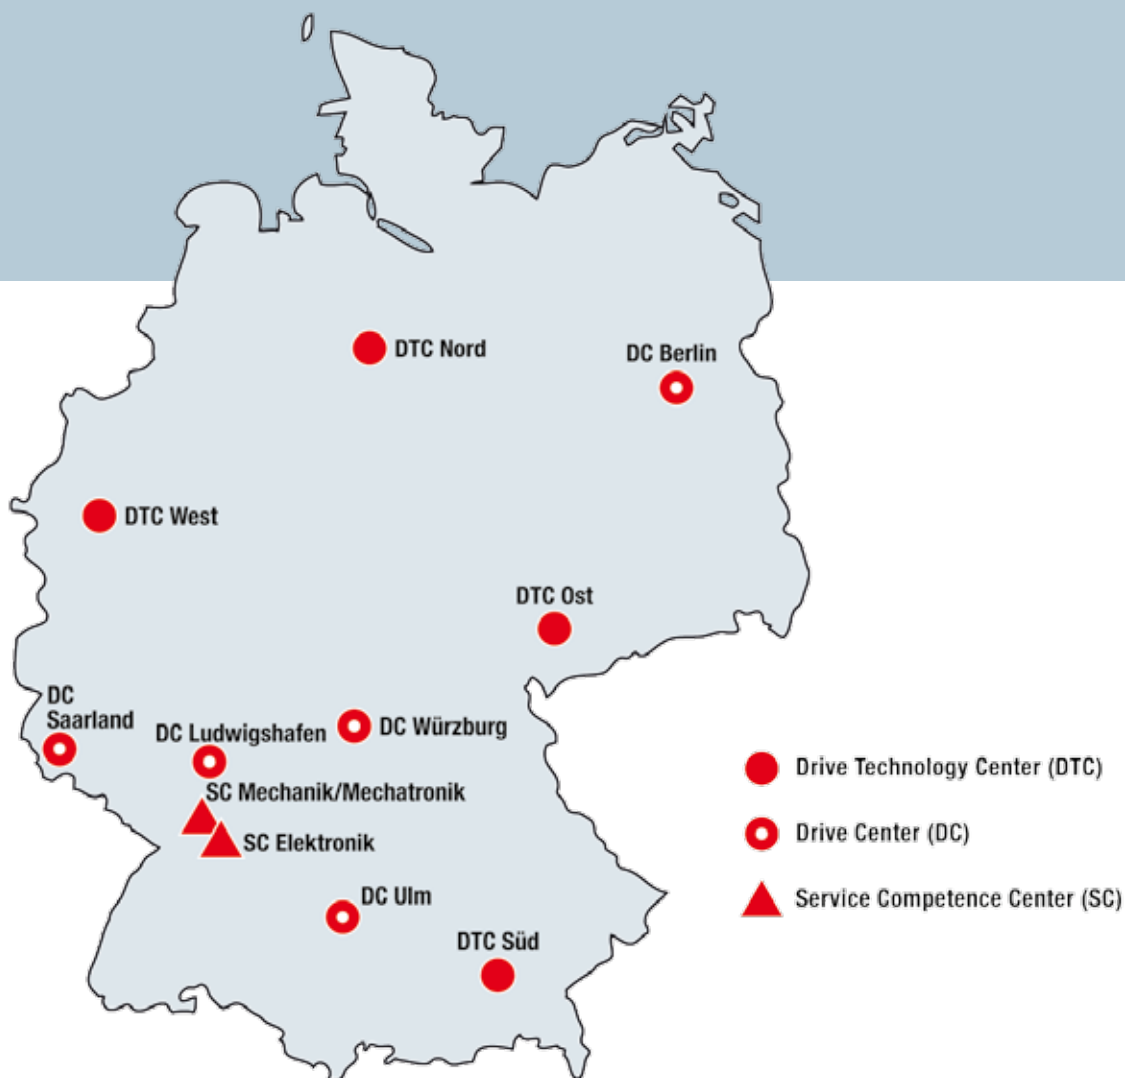 DTC Nord
DC Berlin
DTC West
DTC Ost
DC
Saarland
DC Ludwigshafen
DC Würzburg
SC Mechanik/Mechatronik
SC Elektronik
DC Ulm
DTC Süd
Drive Technology Center (DTC)
Drive Center (DC)
Service Competence Center (SC)